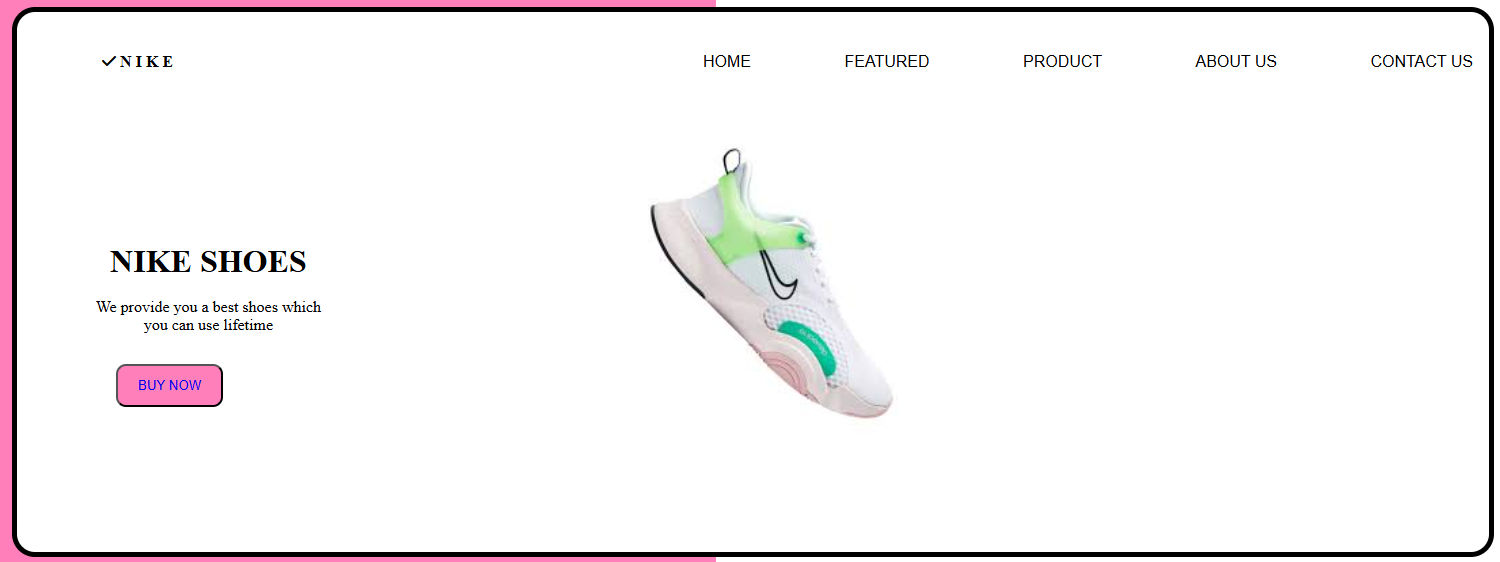 NIKE
HOME
FEATURED
PRODUCT
ABOUT US
CONTACT US
NIKE SHOES
We provide you a best shoes which
you can use lifetime
BUY NOW